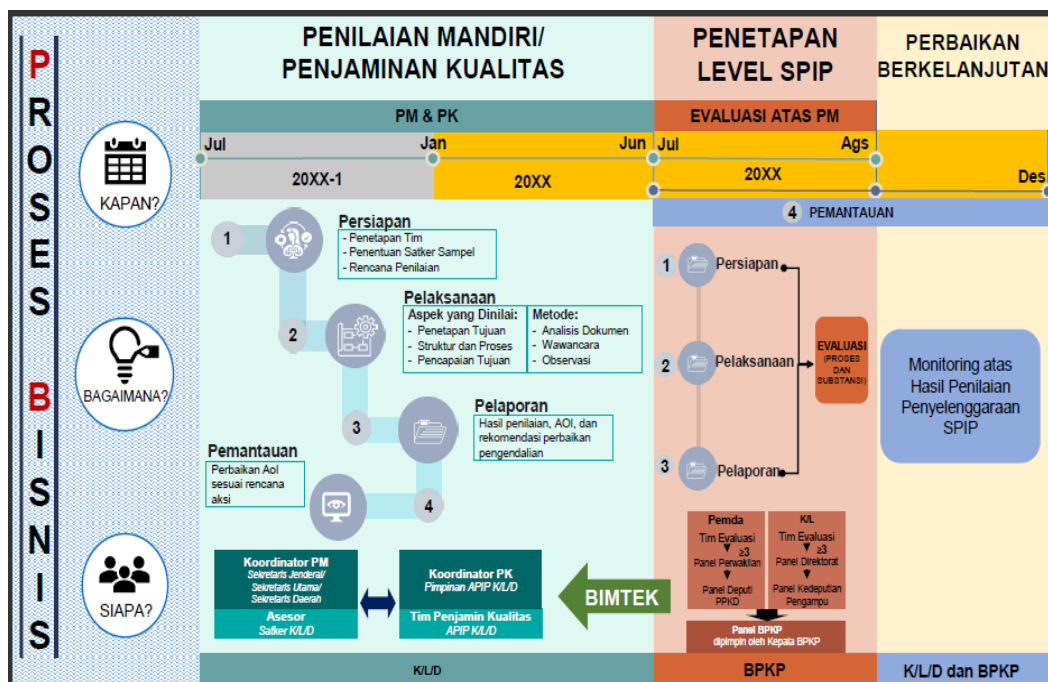 PROSES BISNIS
KAPAN?
BAGAIMANA?
SIAPA?
PENILAIAN MANDIRI/
PENJAMINAN KUALITAS
PM & PK
Jul
Jan
Jun
20XX-1
20XX
1
Persiapan
- Penetapan Tim
- Penentuan Satker Sampel
- Rencana Penilaian
2
Pelaksanaan
Aspek yang Dinilai:
- Penetapan Tujuan
- Struktur dan Proses
- Pencapaian Tujuan
Metode:
- Analisis Dokumen
- Wawancara
- Observasi
3
Pelaporan
Hasil penilaian, AOI, dan
rekomendasi perbaikan
pengendalian
Pemantauan
Perbaikan AoI
sesuai rencana
aksi
4
Koordinator PM
Sekretaris Jenderal/
Sekretaris Utama/
Sekretaris Daerah
Asesor
Satker K/L/D
Koordinator PK
Pimpinan APIP K/L/D
Tim Penjamin Kualitas
APIP K/L/D
BIMTEK
K/L/D
PENETAPAN
LEVEL SPIP
EVALUASI ATAS PM
Jul
Ags
20XX
4 PEMANTAUAN
1 Persiapan
2 Pelaksanaan
3 Pelaporan
EVALUASI
(PROSES
DAN
SUBSTANSI)
Pemda
Tim Evaluasi
≥3
Panel Perwakilan
Panel Deputi
PPKD
K/L
Tim Evaluasi
≥3
Panel Direktorat
Panel Kedeputian
Pengampu
Panel BPKP
dipimpin oleh Kepala BPKP
BPKP
PERBAIKAN
BERKELANJUTAN
Des
Monitoring atas
Hasil Penilaian
Penyelenggaraan
SPIP
K/L/D dan BPKP